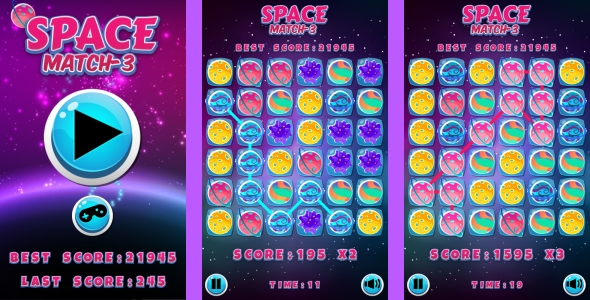 SPACE
MATCH-3
BEST SCORE:21945
LAST SCORE:245
SPACE
MATCH-3
BEST SCORE:21945
SCORE:195 X2
TIME:11
SPACE
MATCH-3
BEST SCORE:21945
SCORE:1595 X3
TIME:19